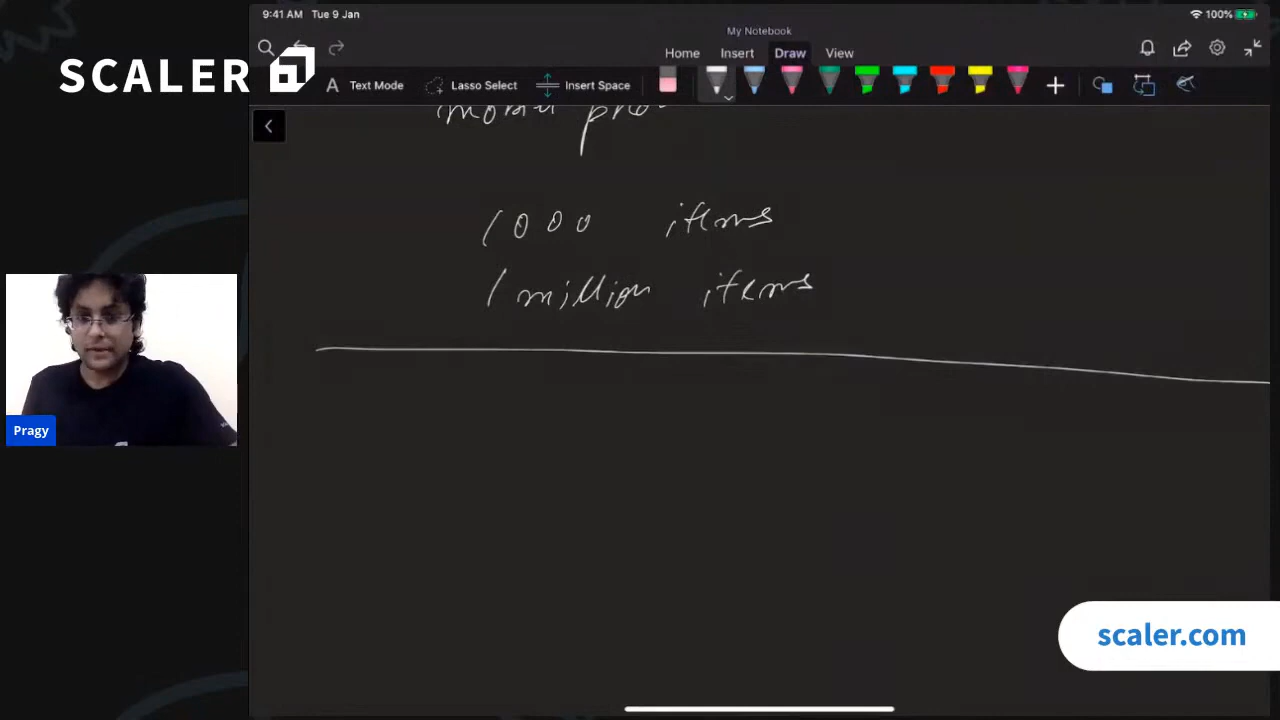 9:41 AM Tue 9 Jan
100%
My Notebook
Home Insert Draw View
SCALER
Text Mode Lasso Select Insert Space
1000 items
1 million items
Pragy
scaler.com